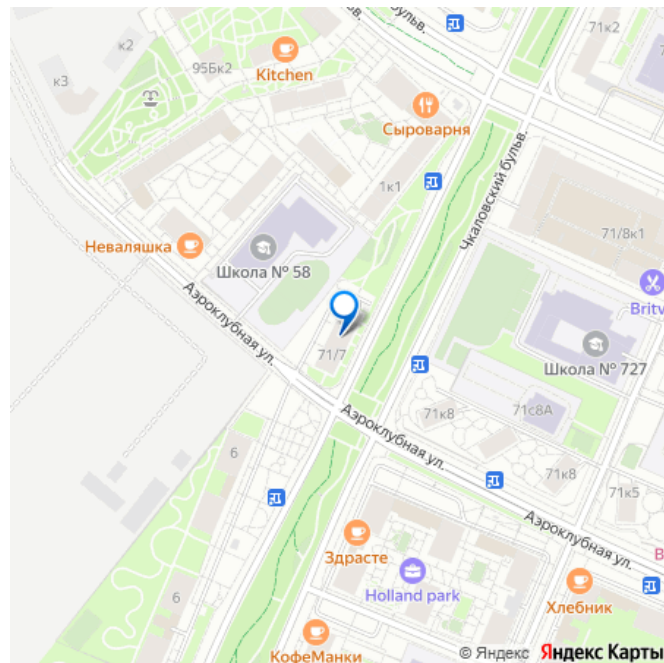 к2
бульв.
71к2
к3
95Бк2
Kitchen
Сыроварня
Чкаловский бульв.
1к1
71/8к1
Неваляшка
Школа № 58
Аэроклубная ул.
71/7
Школа № 727
71к8
71с8А
Аэроклубная ул.
6
71к8
71к5
Аэроклубная ул.
Здрасте
Holland park
Хлебник
6
КофеМанки
© Яндекс Яндекс Карты